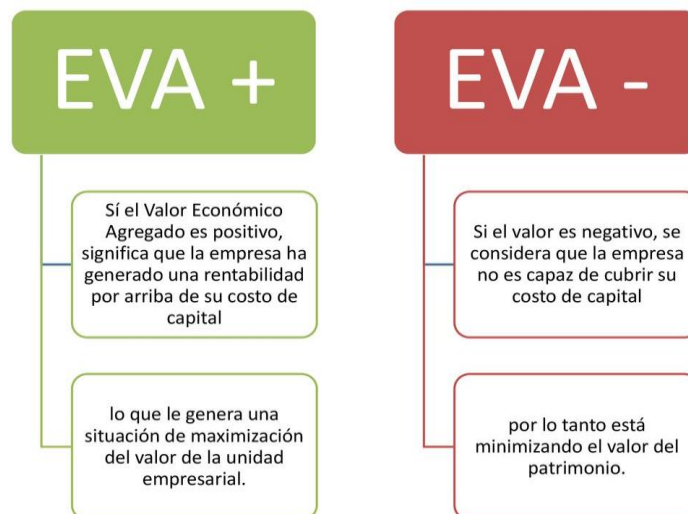 EVA +
Sí el Valor Económico
Agregado es positivo,
significa que la empresa ha
generado una rentabilidad
por arriba de su costo de
capital
lo que le genera una
situación de maximización
del valor de la unidad
empresarial.
EVA -
Si el valor es negativo, se
considera que la empresa
no es capaz de cubrir su
costo de capital
por lo tanto está
minimizando el valor del
patrimonio.